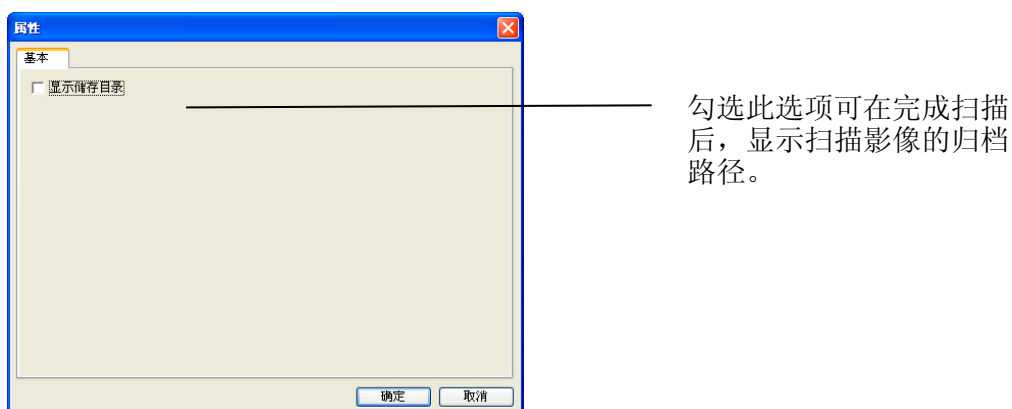 属性
基本
显示储存目录
勾选此选项可在完成扫描
后，显示扫描影像的归档
路径。
确定
取消